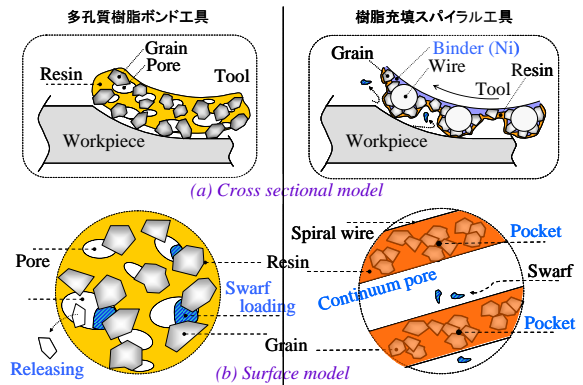 多孔質樹脂ボンド工具
樹脂充填スパイラル工具
Grain
Pore
Resin
Tool
Workpiece
Grain
Binder (Ni)
Wire
Resin
Tool
Workpiece
(a) Cross sectional model
Pore
Resin
Swarf
loading
Grain
Releasing
Spiral wire
Pocket
Continuum pore
Swarf
Pocket
(b) Surface model